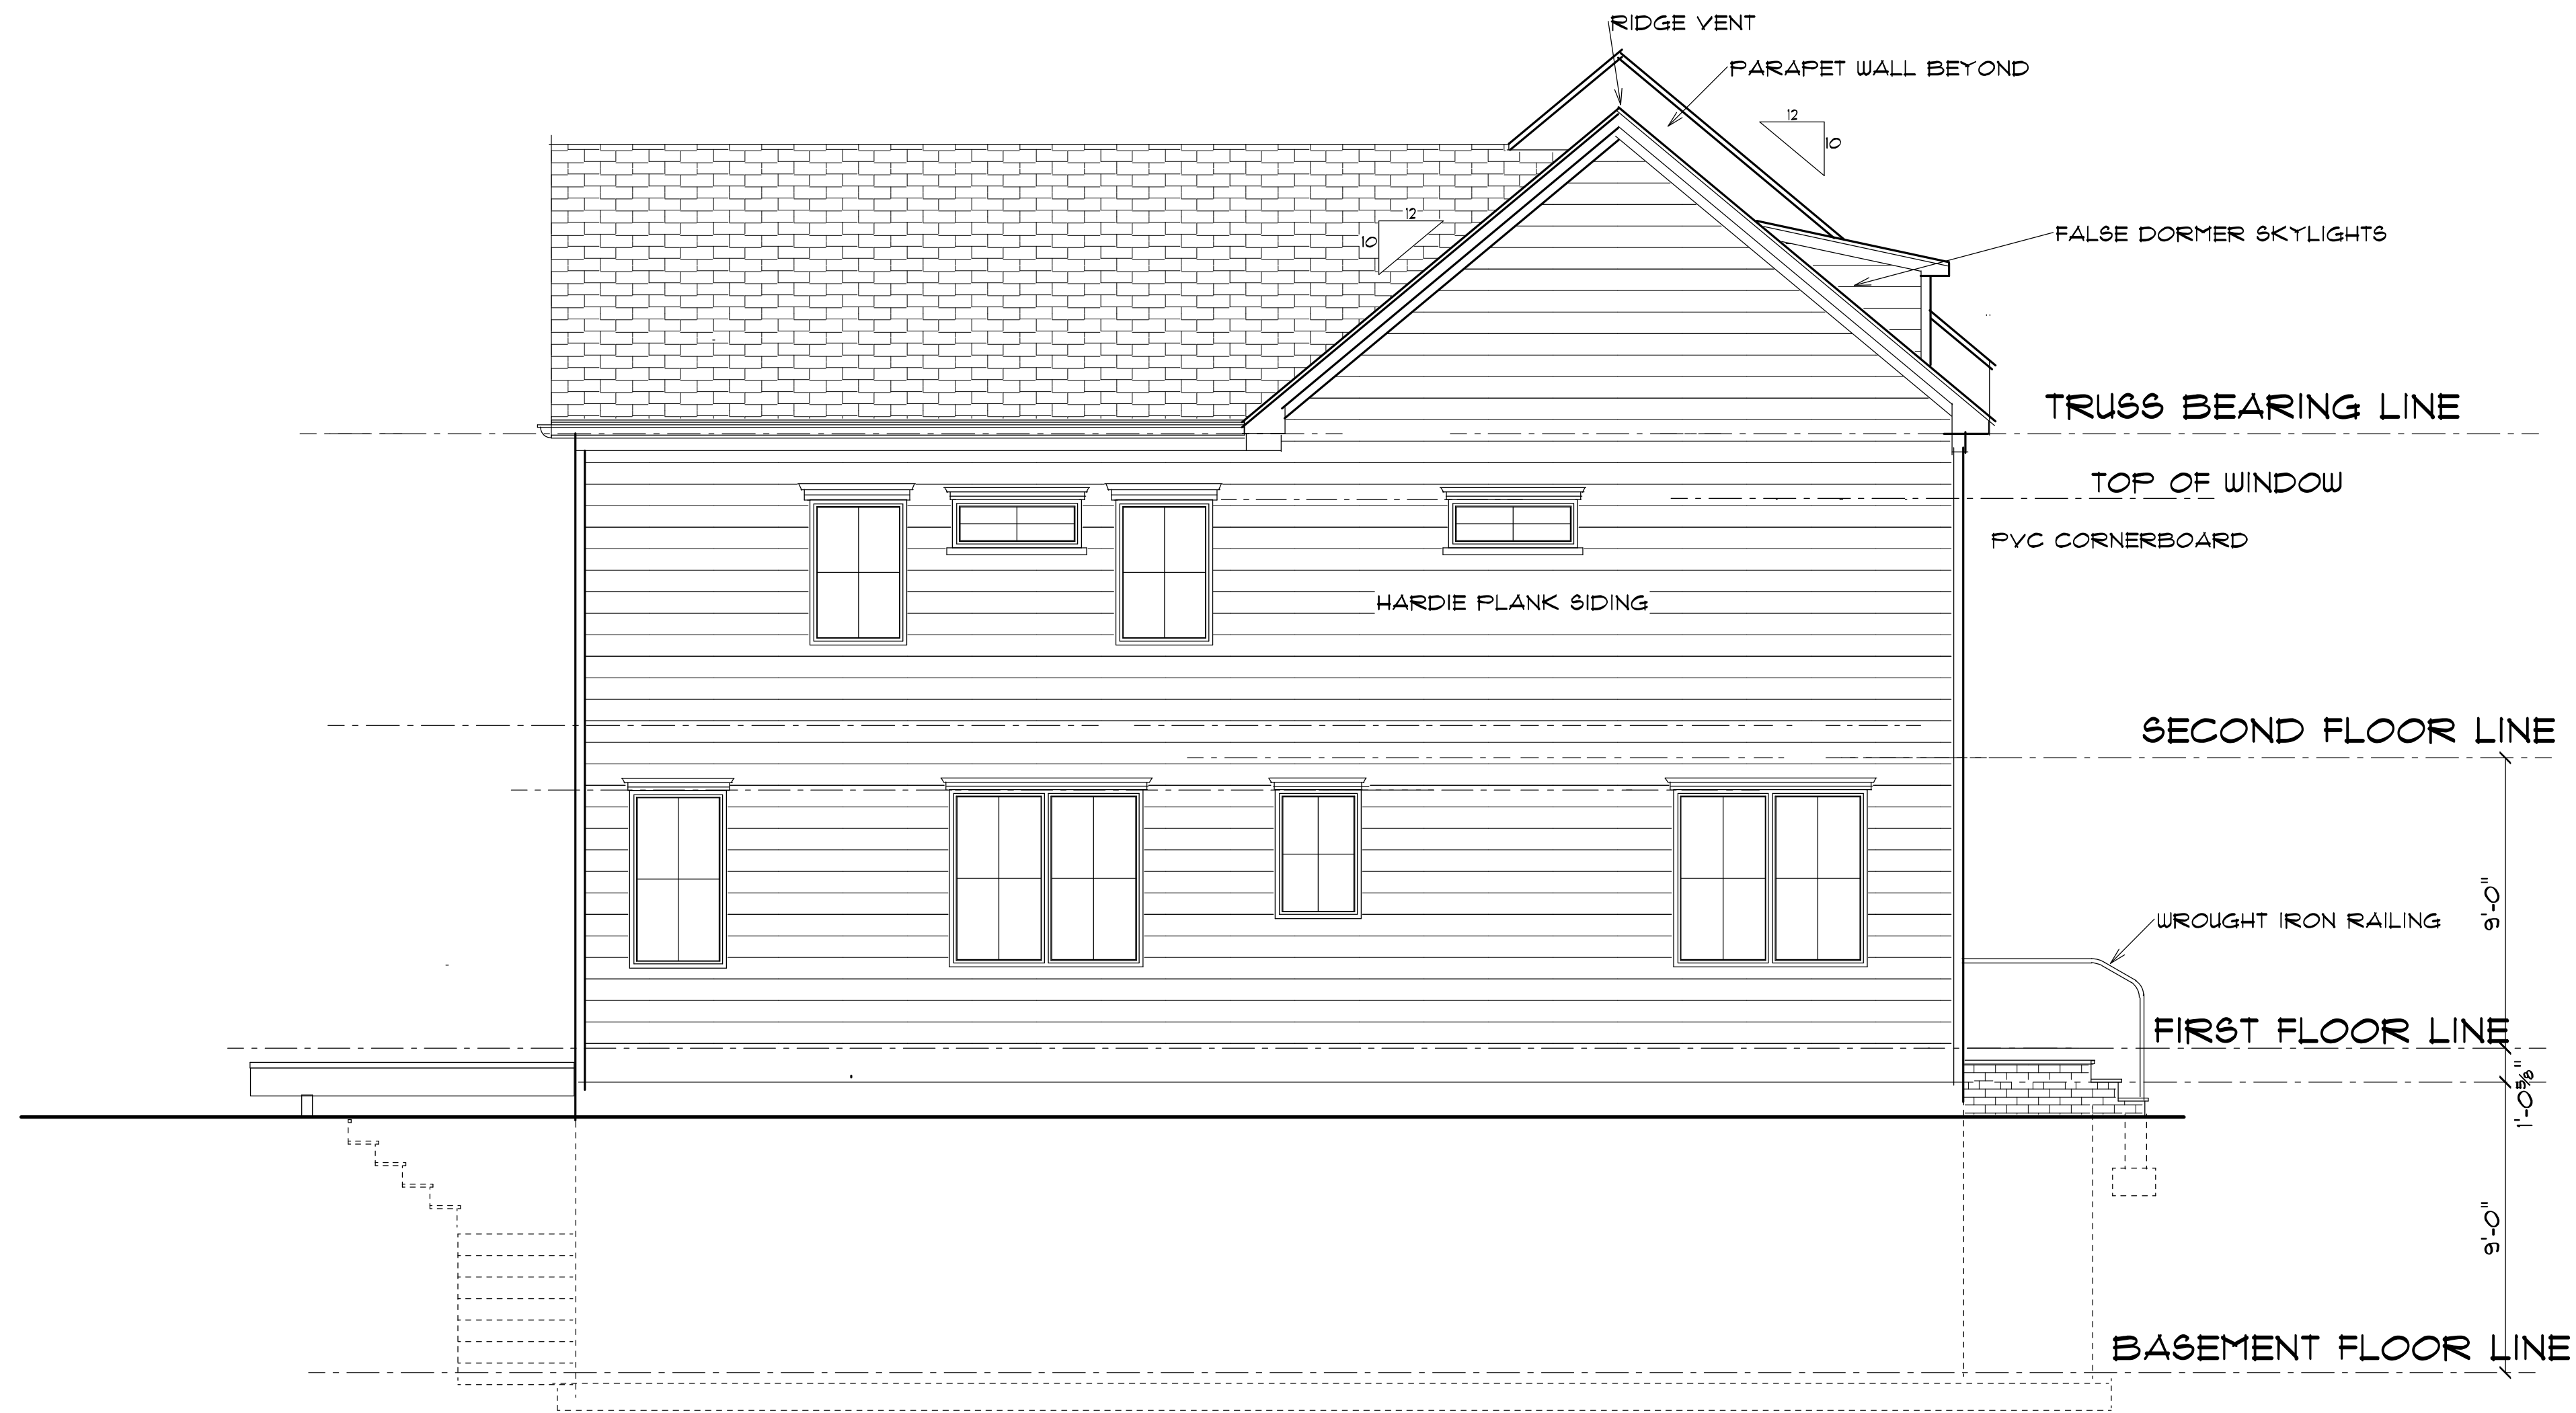 RIDGE VENT
PARAPET WALL BEYOND
12
10
12
10
FALSE DORMER SKYLIGHTS
TRUSS BEARING LINE
TOP OF WINDOW
PVC CORNERBOARD
HARDIE PLANK SIDING
SECOND FLOOR LINE
9'-0"
WROUGHT IRON RAILING
FIRST FLOOR LINE
1'-0⅝"
9'-0"
BASEMENT FLOOR LINE